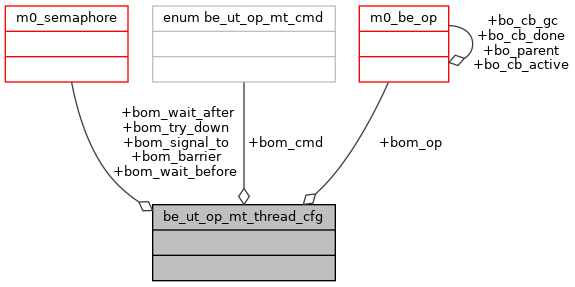 m0_semaphore
enum be_ut_op_mt_cmd
m0_be_op
+bo_cb_gc
+bo_cb_done
+bo_parent
+bo_cb_active
+bom_wait_after
+bom_try_down
+bom_signal_to
+bom_barrier
+bom_wait_before
+bom_cmd
+bom_op
be_ut_op_mt_thread_cfg